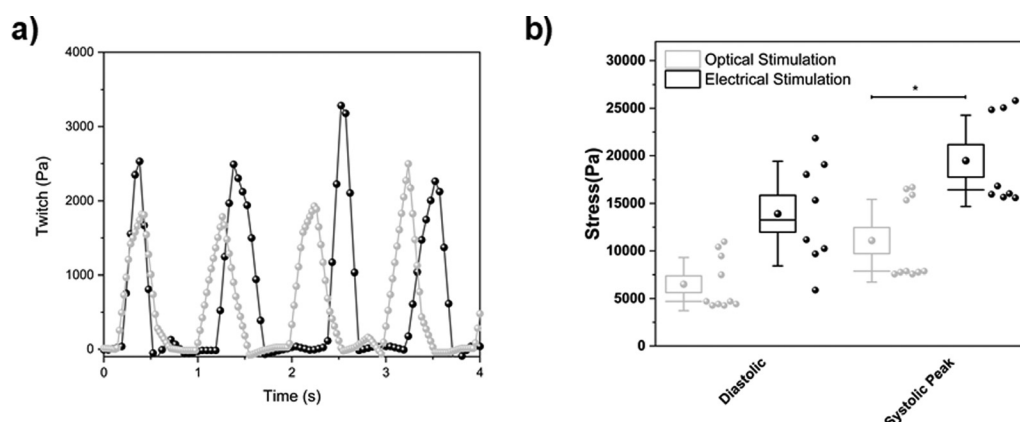 a)
4000
3000
2000
1000
0
Twitch (Pa)
0 1 2 3 4
Time (s)
b)
30000
25000
20000
15000
10000
5000
0
Stress(Pa)
Optical Stimulation
Electrical Stimulation
*
Diastolic
Systolic Peak